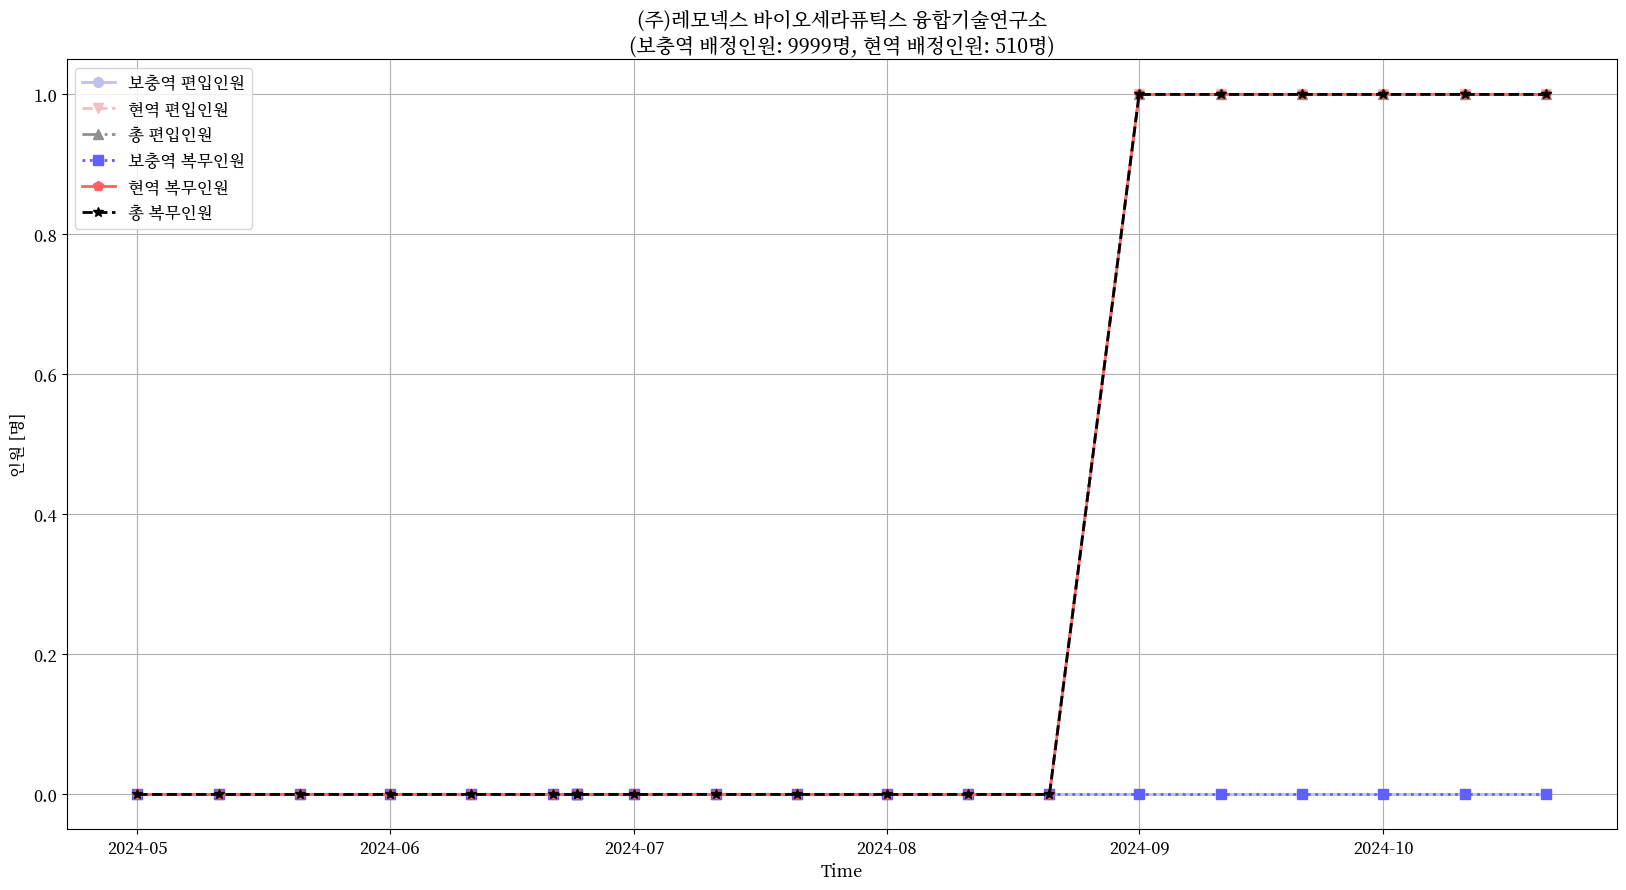 (주)레모넥스 바이오세라퓨틱스 융합기술연구소
(보충역 배정인원: 9999명, 현역 배정인원: 510명)
보충역 편입인원
현역 편입인원
총 편입인원
보충역 복무인원
현역 복무인원
총 복무인원
1.0
0.8
0.6
0.4
0.2
0.0
인원 [명]
2024-05
2024-06
2024-07
2024-08
2024-09
2024-10
Time